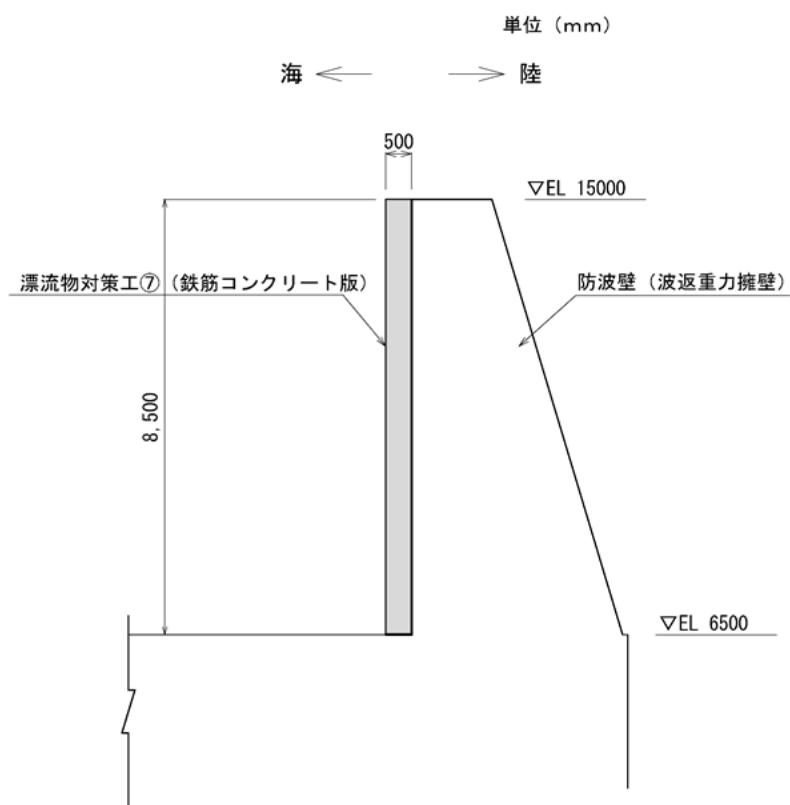 単位（mm）
海
陸
500
▽EL 15000
漂流物対策工⑦（鉄筋コンクリート版）
防波壁（波返重力擁壁）
8,500
▽EL 6500